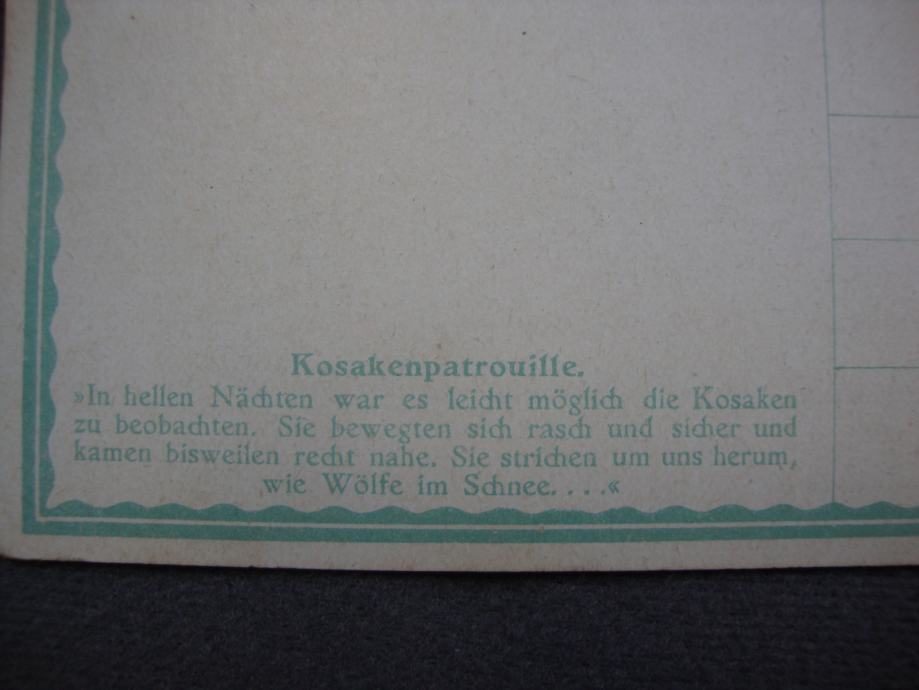 Kosakenpatrouille.
»In hellen Nächten war es leicht möglich die Kosaken
zu beobachten. Sie bewegten sich rasch und sicher und
kamen bisweilen recht nahe. Sie strichen um uns herum,
wie Wölfe im Schnee. . . .«